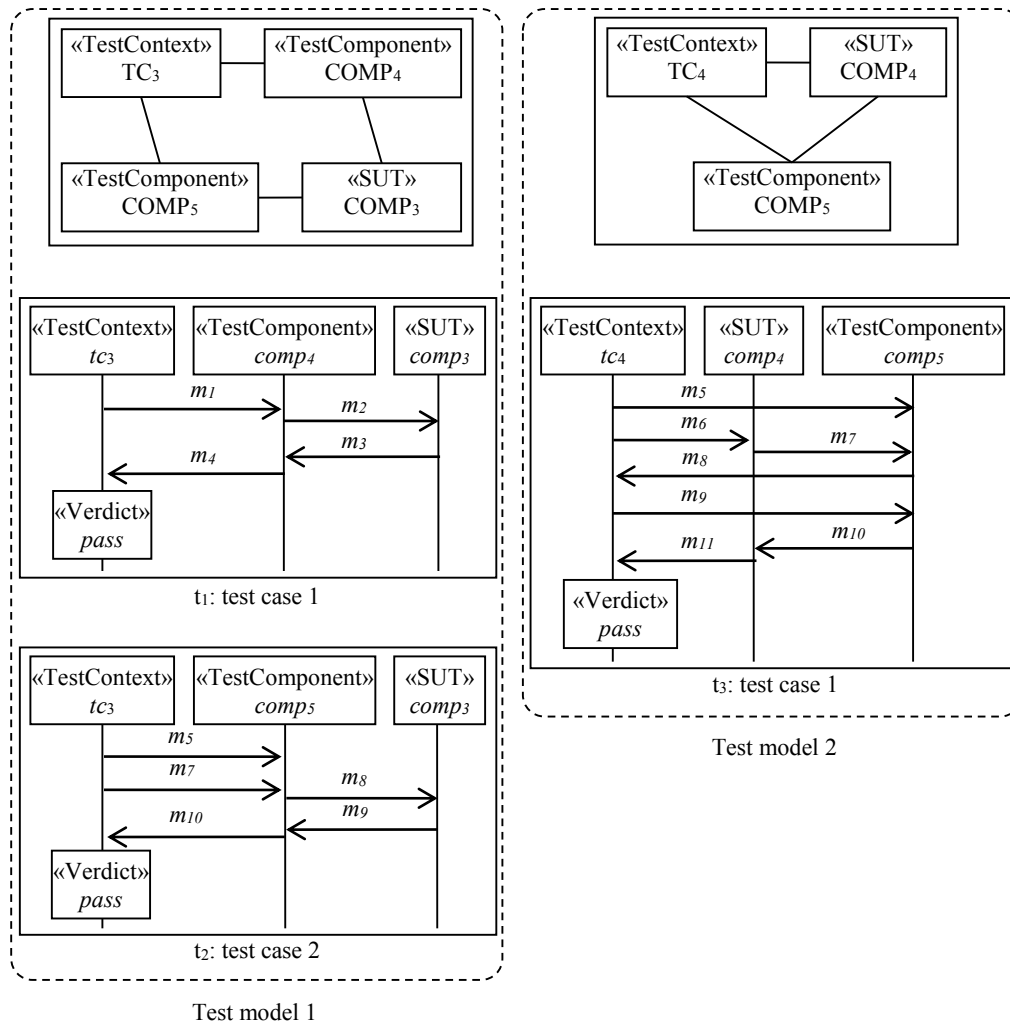 «TestContext»
TC3
«TestComponent»
COMP4
«TestComponent»
COMP5
«SUT»
COMP3
«TestContext»
tc3
«TestComponent»
comp4
«SUT»
comp3
m1
m2
m3
m4
«Verdict»
pass
t1: test case 1
«TestContext»
tc3
«TestComponent»
comp5
«SUT»
comp3
m5
m7
m8
m9
m10
«Verdict»
pass
t2: test case 2
Test model 1
«TestContext»
TC4
«SUT»
COMP4
«TestComponent»
COMP5
«TestContext»
tc4
«SUT»
comp4
«TestComponent»
comp5
m5
m6
m7
m8
m9
m10
m11
«Verdict»
pass
t3: test case 1
Test model 2